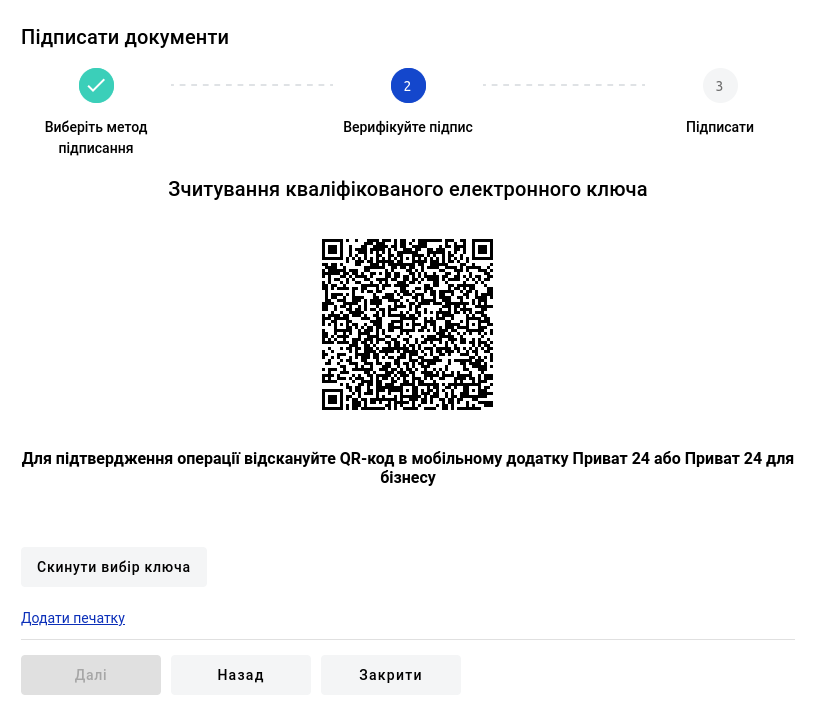 Підписати документи
2
3
Виберіть метод
підписання
Верифікуйте підпис
Підписати
Зчитування кваліфікованого електронного ключа
Для підтвердження операції відскануйте QR-код в мобільному додатку Приват 24 або Приват 24 для
бізнесу
Скинути вибір ключа
Додати печатку
Далі
Назад
Закрити